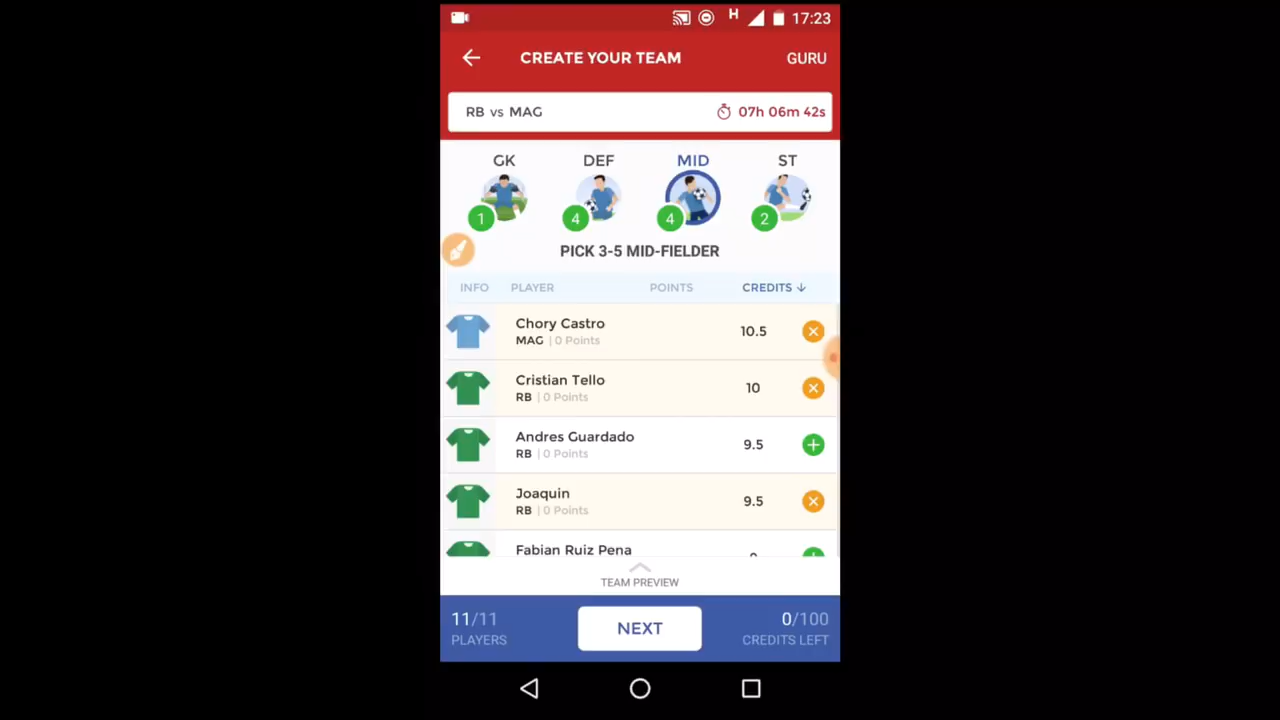 H 17:23
CREATE YOUR TEAM GURU
RB vs MAG 07h 06m 42s
GK DEF MID ST
1 4 4 2
PICK 3-5 MID-FIELDER
INFO PLAYER POINTS CREDITS
Chory Castro
MAG | 0 Points
10.5
Cristian Tello
RB | 0 Points
10
Andres Guardado
RB | 0 Points
9.5
Joaquin
RB | 0 Points
9.5
Fabian Ruiz Pena
TEAM PREVIEW
11/11
PLAYERS
NEXT
0/100
CREDITS LEFT